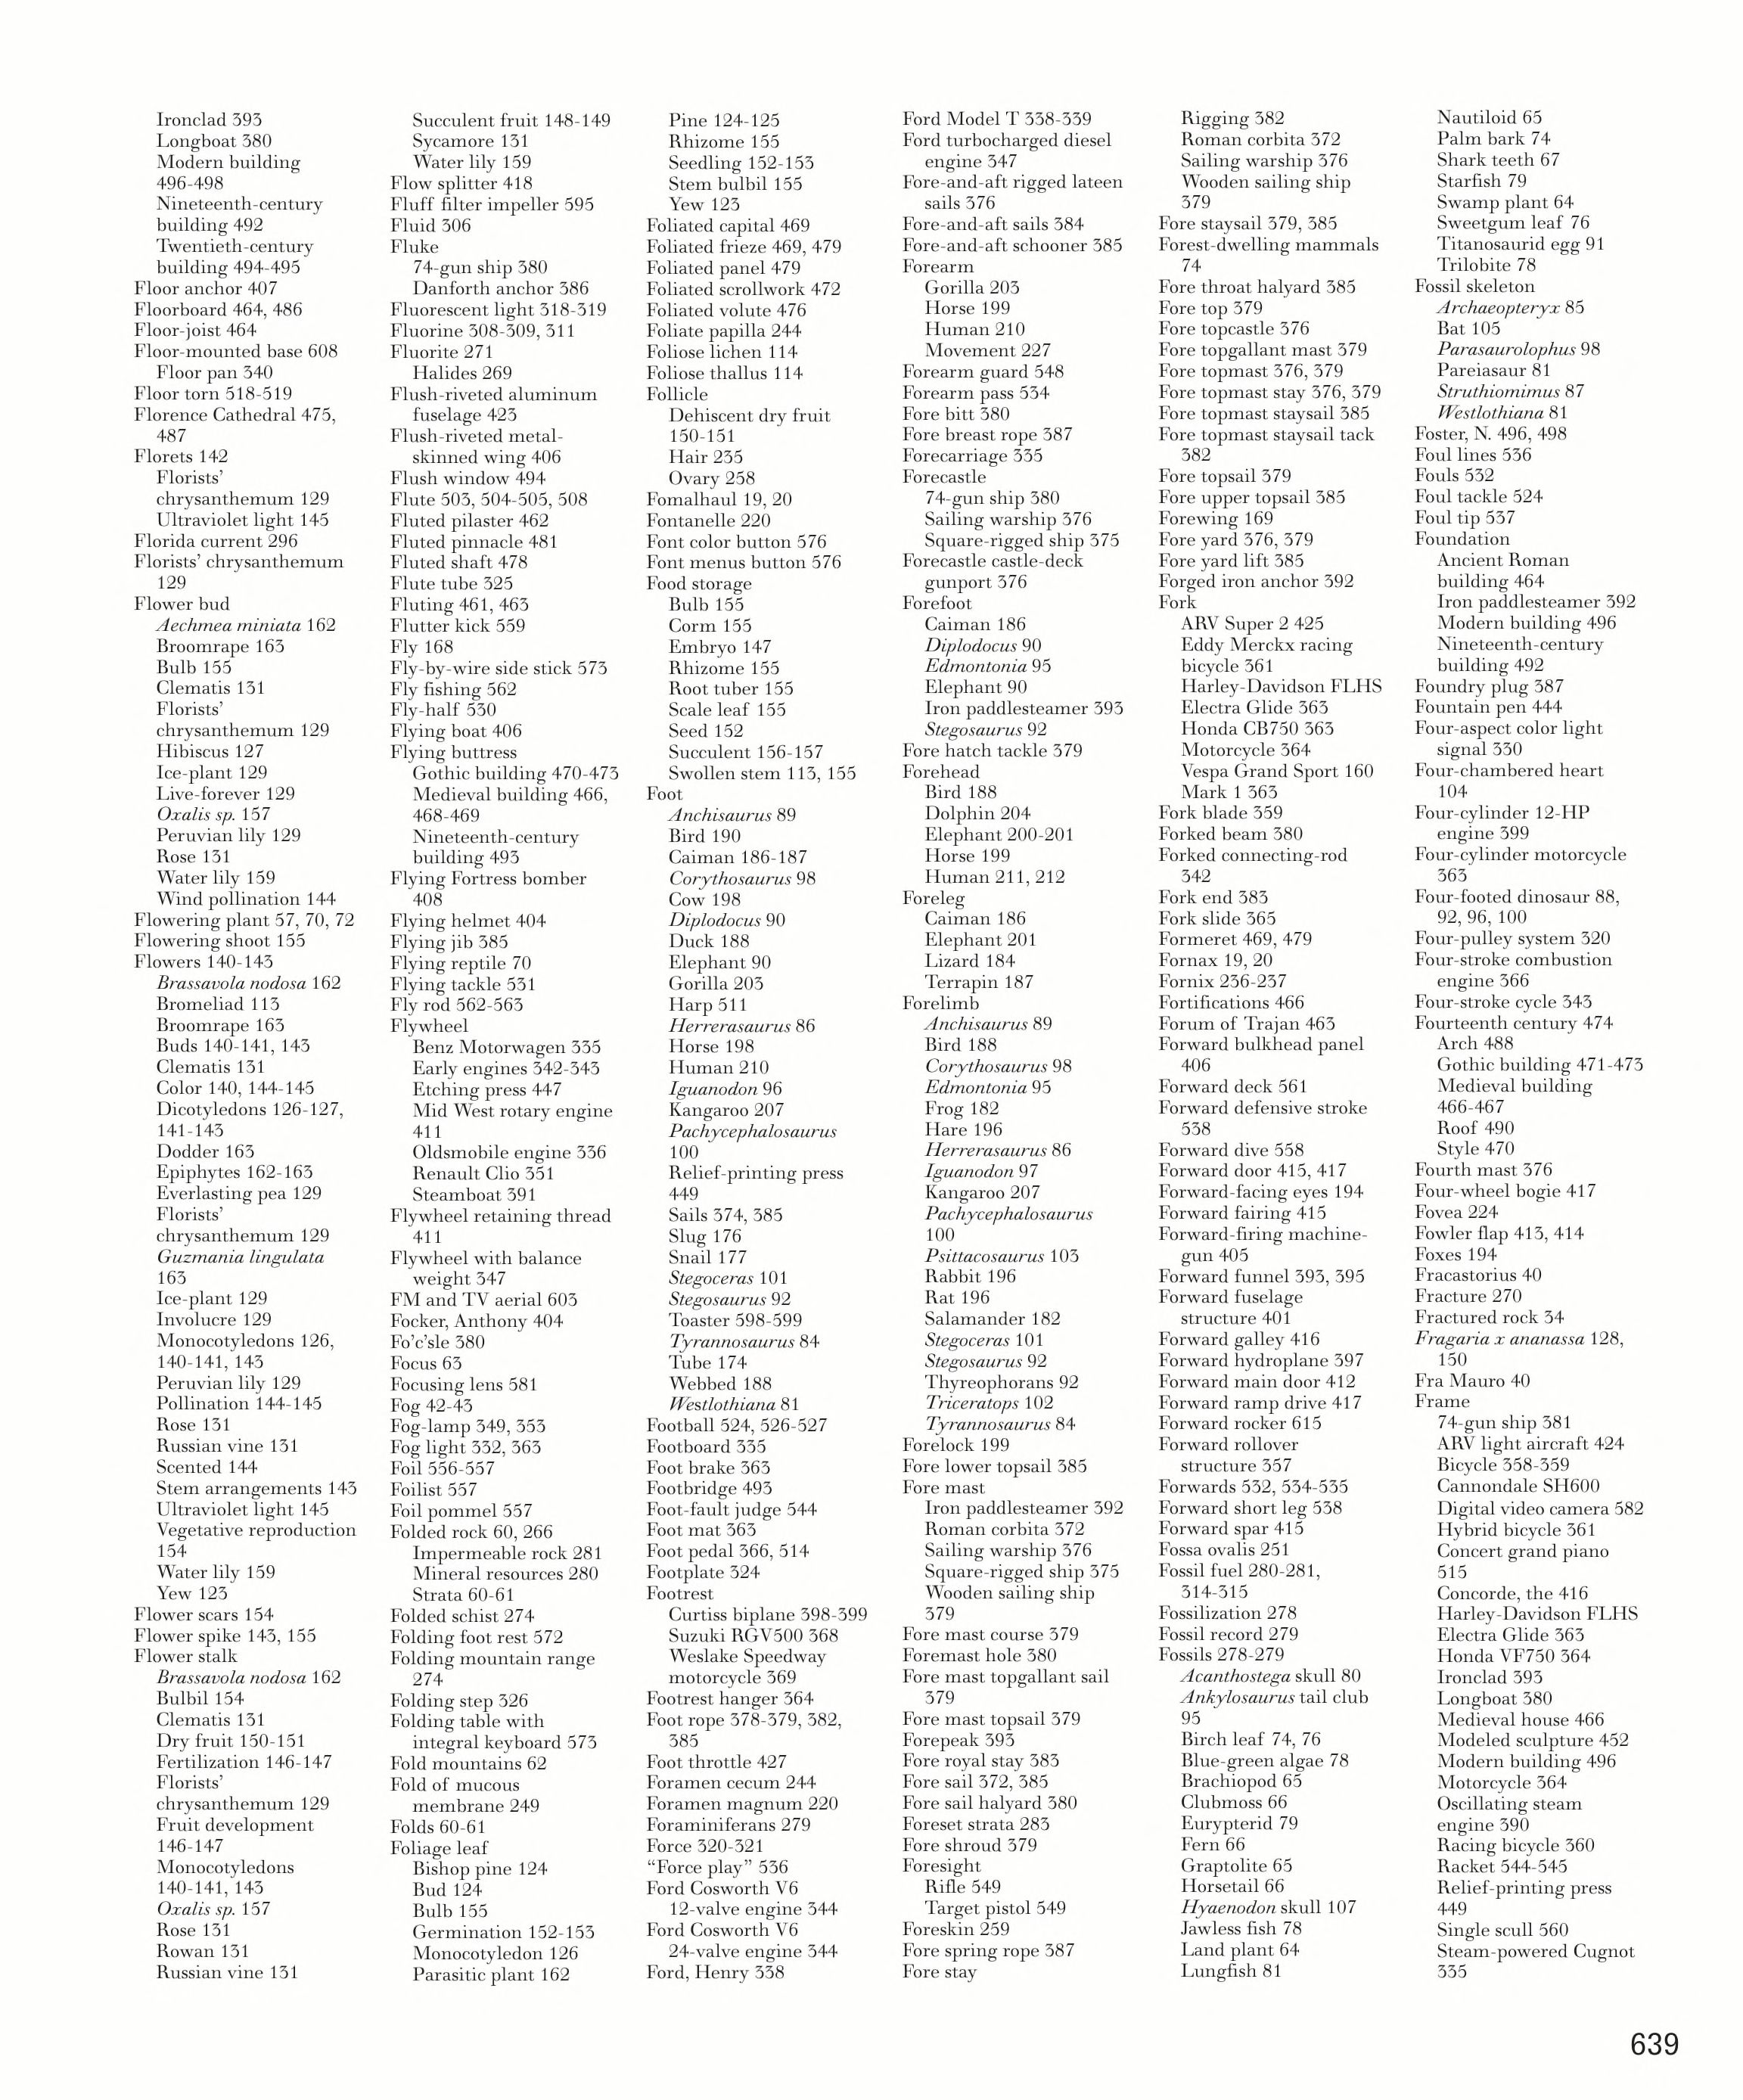 Ironclad 393
Longboat 380
Modern building
496-498
Nineteenth-century
building 492
Twentieth-century
building 494-495
Floor anchor 407
Floorboard 464, 486
Floor-joist 464
Floor-mounted base 608
Floor pan 340
Floor torn 518-519
Florence Cathedral 475,
487
Florets 142
Florists’
chrysanthemum 129
Ultraviolet light 145
Florida current 296
Florists’ chrysanthemum
129
Flower bud
Aechmea miniata 162
Broomrape 163
Bulb 155
Clematis 131
Florists’
chrysanthemum 129
Hibiscus 127
Ice-plant 129
Live-forever 129
Oxalis sp. 157
Peruvian lily 129
Rose 131
Water lily 159
Wind pollination 144
Flowering plant 57, 70, 72
Flowering shoot 155
Flowers 140-143
Brassavola nodosa 162
Bromeliad 113
Broomrape 163
Buds 140-141, 143
Clematis 131
Color 140, 144-145
Dicotyledons 126-127,
141-143
Dodder 163
Epiphytes 162-163
Everlasting pea 129
Florists’
chrysanthemum 129
Guzmania lingulata
163
Ice-plant 129
Involucre 129
Monocotyledons 126,
140-141, 143
Peruvian lily 129
Pollination 144-145
Rose 131
Russian vine 131
Scented 144
Stem arrangements 143
Ultraviolet light 145
Vegetative reproduction
154
Water lily 159
Yew 123
Flower scars 154
Flower spike 143, 155
Flower stalk
Brassavola nodosa 162
Bulbil 154
Clematis 131
Dry fruit 150-151
Fertilization 146-147
Florists’
chrysanthemum 129
Fruit development
146-147
Monocotyledons
140-141, 143
Oxalis sp. 157
Rose 131
Rowan 131
Russian vine 131
Succulent fruit 148-149
Sycamore 131
Water lily 159
Flow splitter 418
Fluff filter impeller 595
Fluid 306
Fluke
74-gun ship 380
Danforth anchor 386
Fluorescent light 318-319
Fluorine 308-309, 311
Fluorite 271
Halides 269
Flush-riveted aluminum
fuselage 423
Flush-riveted metal-
skinned wing 406
Flush window 494
Flute 503, 504-505, 508
Fluted pilaster 462
Fluted pinnacle 481
Fluted shaft 478
Flute tube 325
Fluting 461, 463
Flutter kick 559
Fly 168
Fly-by-wire side stick 573
Fly fishing 562
Fly-half 530
Flying boat 406
Flying buttress
Gothic building 470-473
Medieval building 466,
468-469
Nineteenth-century
building 493
Flying Fortress bomber
408
Flying helmet 404
Flying jib 385
Flying reptile 70
Flying tackle 531
Fly rod 562-563
Flywheel
Benz Motorwagen 335
Early engines 342-343
Etching press 447
Mid West rotary engine
411
Oldsmobile engine 336
Renault Clio 351
Steamboat 391
Flywheel retaining thread
411
Flywheel with balance
weight 347
FM and TV aerial 603
Focker, Anthony 404
Fo’c’sle 380
Focus 63
Focusing lens 581
Fog 42-43
Fog-lamp 349, 353
Fog light 332, 363
Foil 556-557
Foilist 557
Foil pommel 557
Folded rock 60, 266
Impermeable rock 281
Mineral resources 280
Strata 60-61
Folded schist 274
Folding foot rest 572
Folding mountain range
274
Folding step 326
Folding table with
integral keyboard 573
Fold mountains 62
Fold of mucous
membrane 249
Folds 60-61
Foliage leaf
Bishop pine 124
Bud 124
Bulb 155
Germination 152-153
Monocotyledon 126
Parasitic plant 162
Pine 124-125
Rhizome 155
Seedling 152-153
Stem bulbil 155
Yew 123
Foliated capital 469
Foliated frieze 469, 479
Foliated panel 479
Foliated scrollwork 472
Foliated volute 476
Foliate papilla 244
Foliose lichen 114
Foliose thallus 114
Follicle
Dehiscent dry fruit
150-151
Hair 235
Ovary 258
Fomalhaul 19, 20
Fontanelle 220
Font color button 576
Font menus button 576
Food storage
Bulb 155
Corm 155
Embryo 147
Rhizome 155
Root tuber 155
Scale leaf 155
Seed 152
Succulent 156-157
Swollen stem 113, 155
Foot
Anchisaurus 89
Bird 190
Caiman 186-187
Corythosaurus 98
Cow 198
Diplodocus 90
Duck 188
Elephant 90
Gorilla 203
Harp 511
Herrerasaurus 86
Horse 198
Human 210
Iguanodon 96
Kangaroo 207
Pachycephalosaurus
100
Relief-printing press
449
Sails 374, 385
Slug 176
Snail 177
Stegoceras 101
Stegosaurus 92
Toaster 598-599
Tyrannosaurus 84
Tube 174
Webbed 188
Westlothiana 81
Football 524, 526-527
Footboard 335
Foot brake 363
Footbridge 493
Foot-fault judge 544
Foot mat 363
Foot pedal 366, 514
Footplate 324
Footrest
Curtiss biplane 398-399
Suzuki RGV500 368
Weslake Speedway
motorcycle 369
Footrest hanger 364
Foot rope 378-379, 382,
385
Foot throttle 427
Foramen cecum 244
Foramen magnum 220
Foraminiferans 279
Force 320-321
“Force play” 536
Ford Cosworth V6
12-valve engine 344
Ford Cosworth V6
24-valve engine 344
Ford, Henry 338
Ford Model T 338-339
Ford turbocharged diesel
engine 347
Fore-and-aft rigged lateen
sails 376
Fore-and-aft sails 384
Fore-and-aft schooner 385
Forearm
Gorilla 203
Horse 199
Human 210
Movement 227
Forearm guard 548
Forearm pass 534
Fore bitt 380
Fore breast rope 387
Forecarriage 335
Forecastle
74-gun ship 380
Sailing warship 376
Square-rigged ship 375
Forecastle castle-deck
gunport 376
Forefoot
Caiman 186
Diplodocus 90
Edmontonia 95
Elephant 90
Iron paddlesteamer 393
Stegosaurus 92
Fore hatch tackle 379
Forehead
Bird 188
Dolphin 204
Elephant 200-201
Horse 199
Human 211, 212
Foreleg
Caiman 186
Elephant 201
Lizard 184
Terrapin 187
Forelimb
Anchisaurus 89
Bird 188
Corythosaurus 98
Edmontonia 95
Frog 182
Hare 196
Herrerasaurus 86
Iguanodon 97
Kangaroo 207
Pachycephalosaurus
100
Psittacosaurus 103
Rabbit 196
Rat 196
Salamander 182
Stegoceras 101
Stegosaurus 92
Thyreophorans 92
Triceratops 102
Tyrannosaurus 84
Forelock 199
Fore lower topsail 385
Fore mast
Iron paddlesteamer 392
Roman corbita 372
Sailing warship 376
Square-rigged ship 375
Wooden sailing ship
379
Fore mast course 379
Foremast hole 380
Fore mast topgallant sail
379
Fore mast topsail 379
Forepeak 393
Fore royal stay 383
Fore sail 372, 385
Fore sail halyard 380
Foreset strata 283
Fore shroud 379
Foresight
Rifle 549
Target pistol 549
Foreskin 259
Fore spring rope 387
Fore stay
Rigging 382
Roman corbita 372
Sailing warship 376
Wooden sailing ship
379
Fore staysail 379, 385
Forest-dwelling mammals
74
Fore throat halyard 385
Fore top 379
Fore topcastle 376
Fore topgallant mast 379
Fore topmast 376, 379
Fore topmast stay 376, 379
Fore topmast staysail 385
Fore topmast staysail tack
382
Fore topsail 379
Fore upper topsail 385
Forewing 169
Fore yard 376, 379
Fore yard lift 385
Forged iron anchor 392
Fork
ARV Super 2 425
Eddy Merckx racing
bicycle 361
Harley-Davidson FLHS
Electra Glide 363
Honda CB750 363
Motorcycle 364
Vespa Grand Sport 160
Mark 1 363
Fork blade 359
Forked beam 380
Forked connecting-rod
342
Fork end 383
Fork slide 365
Formeret 469, 479
Fornax 19, 20
Fornix 236-237
Fortifications 466
Forum of Trajan 463
Forward bulkhead panel
406
Forward deck 561
Forward defensive stroke
538
Forward dive 558
Forward door 415, 417
Forward-facing eyes 194
Forward fairing 415
Forward-firing machine-
gun 405
Forward funnel 393, 395
Forward fuselage
structure 401
Forward galley 416
Forward hydroplane 397
Forward main door 412
Forward ramp drive 417
Forward rocker 615
Forward rollover
structure 357
Forwards 532, 534-535
Forward short leg 538
Forward spar 415
Fossa ovalis 251
Fossil fuel 280-281,
314-315
Fossilization 278
Fossil record 279
Fossils 278-279
Acanthostega skull 80
Ankylosaurus tail club
95
Birch leaf 74, 76
Blue-green algae 78
Brachiopod 65
Clubmoss 66
Eurypterid 79
Fern 66
Graptolite 65
Horsetail 66
Hyaenodon skull 107
Jawless fish 78
Land plant 64
Lungfish 81
Nautiloid 65
Palm bark 74
Shark teeth 67
Starfish 79
Swamp plant 64
Sweetgum leaf 76
Titanosaurid egg 91
Trilobite 78
Fossil skeleton
Archaeopteryx 85
Bat 105
Parasaurolophus 98
Pareiasaur 81
Struthiomimus 87
Westlothiana 81
Foster, N. 496, 498
Foul lines 536
Fouls 532
Foul tackle 524
Foul tip 537
Foundation
Ancient Roman
building 464
Iron paddlesteamer 392
Modern building 496
Nineteenth-century
building 492
Foundry plug 387
Fountain pen 444
Four-aspect color light
signal 330
Four-chambered heart
104
Four-cylinder 12-HP
engine 399
Four-cylinder motorcycle
363
Four-footed dinosaur 88,
92, 96, 100
Four-pulley system 320
Four-stroke combustion
engine 366
Four-stroke cycle 343
Fourteenth century 474
Arch 488
Gothic building 471-473
Medieval building
466-467
Roof 490
Style 470
Fourth mast 376
Four-wheel bogie 417
Fovea 224
Fowler flap 413, 414
Foxes 194
Fracastorius 40
Fracture 270
Fractured rock 34
Fragaria x ananassa 128,
150
Fra Mauro 40
Frame
74-gun ship 381
ARV light aircraft 424
Bicycle 358-359
Cannondale SH600
Digital video camera 582
Hybrid bicycle 361
Concert grand piano
515
Concorde, the 416
Harley-Davidson FLHS
Electra Glide 363
Honda VF750 364
Ironclad 393
Longboat 380
Medieval house 466
Modeled sculpture 452
Modern building 496
Motorcycle 364
Oscillating steam
engine 390
Racing bicycle 360
Racket 544-545
Relief-printing press
449
Single scull 560
Steam-powered Cugnot
335
639